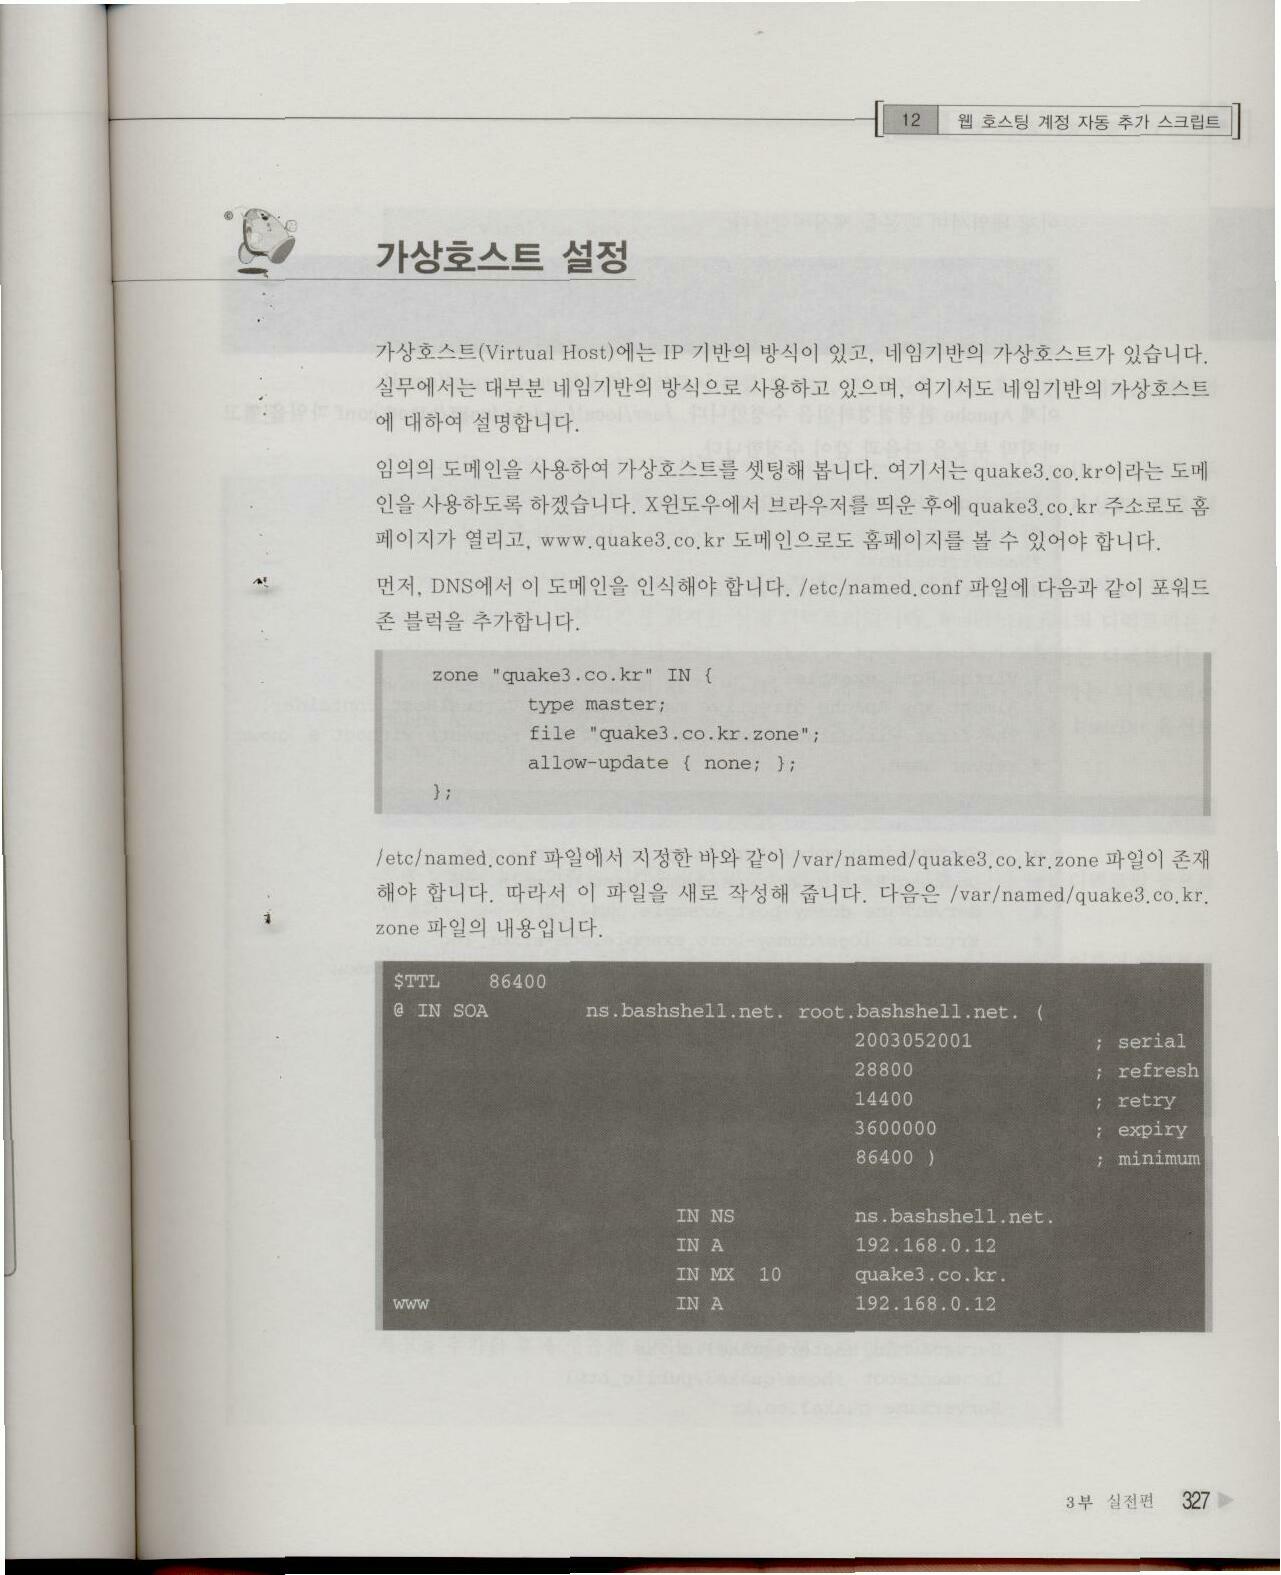 12 웹 호스팅 계정 자동 추가 스크립트
©
가상호스트 설정
가상호스트(Virtual Host)에는 IP 기반의 방식이 있고, 네임기반의 가상호스트가 있습니다.
실무에서는 대부분 네임기반의 방식으로 사용하고 있으며, 여기서도 네임기반의 가상호스트
에 대하여 설명합니다.
임의의 도메인을 사용하여 가상호스트를 셋팅해 봅니다. 여기서는 quake3.co.kr이라는 도메
인을 사용하도록 하겠습니다. X윈도우에서 브라우저를 띄운 후에 quake3.co.kr 주소로도 홈
페이지가 열리고, www.quake3.co.kr 도메인으로도 홈페이지를 볼 수 있어야 합니다.
먼저, DNS에서 이 도메인을 인식해야 합니다. /etc/named.conf 파일에 다음과 같이 포워드
존 블럭을 추가합니다.
zone "quake3.co.kr" IN {
type master;
file "quake3.co.kr.zone";
allow-update { none; };
};
/etc/named.conf 파일에서 지정한 바와 같이 /var/named/quake3.co.kr.zone 파일이 존재
해야 합니다. 따라서 이 파일을 새로 작성해 줍니다. 다음은 /var/named/quake3.co.kr.
zone 파일의 내용입니다.
$TTL 86400
@ IN SOA ns.bashshell.net. root.bashshell.net. (
2003052001 ; serial
28800 ; refresh
14400 ; retry
3600000 ; expiry
86400 ) ; minimum
IN NS ns.bashshell.net.
IN A 192.168.0.12
IN MX 10 quake3.co.kr.
www IN A 192.168.0.12
3부 실전편 327